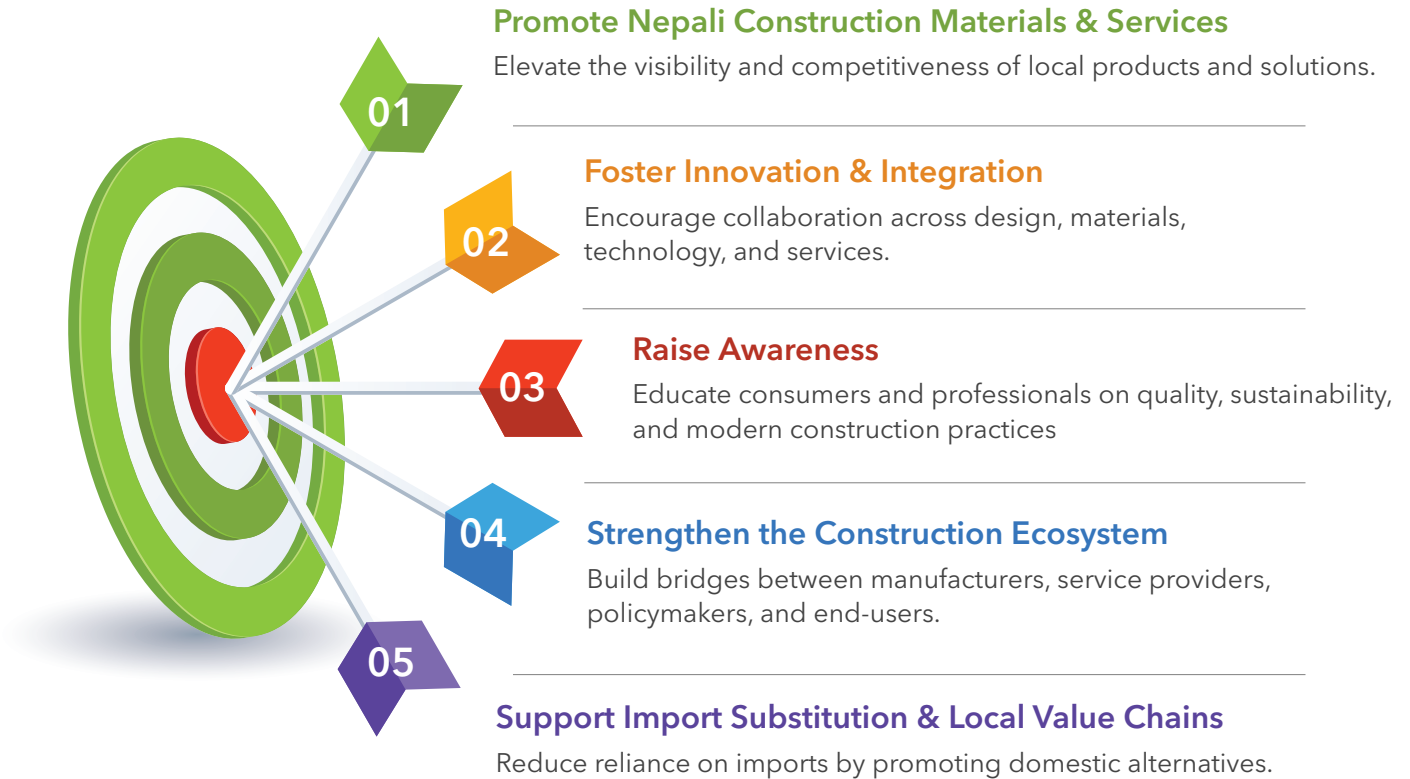 Promote Nepali Construction Materials & Services
Elevate the visibility and competitiveness of local products and solutions.
01
Foster Innovation & Integration
Encourage collaboration across design, materials,
technology, and services.
02
Raise Awareness
Educate consumers and professionals on quality, sustainability,
and modern construction practices
03
Strengthen the Construction Ecosystem
Build bridges between manufacturers, service providers,
policymakers, and end-users.
04
Support Import Substitution & Local Value Chains
Reduce reliance on imports by promoting domestic alternatives.
05